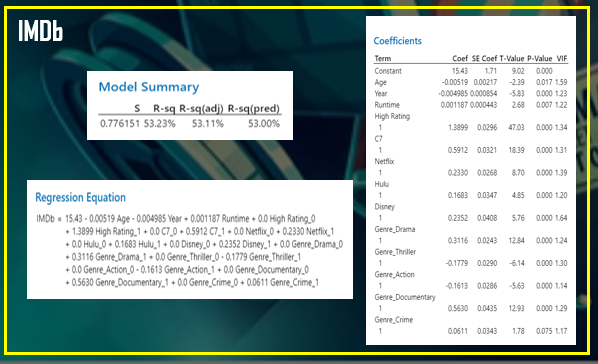 IMDb
Model Summary
S R-sq R-sq(adj) R-sq(pred)
0.776151 53.23% 53.11% 53.00%
Regression Equation
IMDb = 15.43 - 0.00519 Age - 0.004985 Year + 0.001187 Runtime + 0.0 High Rating_0
+ 1.3899 High Rating_1 + 0.0 C7_0 + 0.5912 C7_1 + 0.0 Netflix_0 + 0.2330 Netflix_1
+ 0.0 Hulu_0 + 0.1683 Hulu_1 + 0.0 Disney_0 + 0.2352 Disney_1 + 0.0 Genre_Drama_0
+ 0.3116 Genre_Drama_1 + 0.0 Genre_Thriller_0 - 0.1779 Genre_Thriller_1
+ 0.0 Genre_Action_0 - 0.1613 Genre_Action_1 + 0.0 Genre_Documentary_0
+ 0.5630 Genre_Documentary_1 + 0.0 Genre_Crime_0 + 0.0611 Genre_Crime_1
Coefficients
Term Coef SE Coef T-Value P-Value VIF
Constant 15.43 1.71 9.02 0.000
Age -0.00519 0.00217 -2.39 0.017 1.59
Year -0.004985 0.000854 -5.83 0.000 1.23
Runtime 0.001187 0.000443 2.68 0.007 1.22
High Rating
1 1.3899 0.0296 47.03 0.000 1.34
C7
1 0.5912 0.0321 18.39 0.000 1.31
Netflix
1 0.2330 0.0268 8.70 0.000 1.39
Hulu
1 0.1683 0.0347 4.85 0.000 1.20
Disney
1 0.2352 0.0408 5.76 0.000 1.64
Genre_Drama
1 0.3116 0.0243 12.84 0.000 1.24
Genre_Thriller
1 -0.1779 0.0290 -6.14 0.000 1.30
Genre_Action
1 -0.1613 0.0286 -5.63 0.000 1.14
Genre_Documentary
1 0.5630 0.0435 12.93 0.000 1.29
Genre_Crime
1 0.0611 0.0343 1.78 0.075 1.17